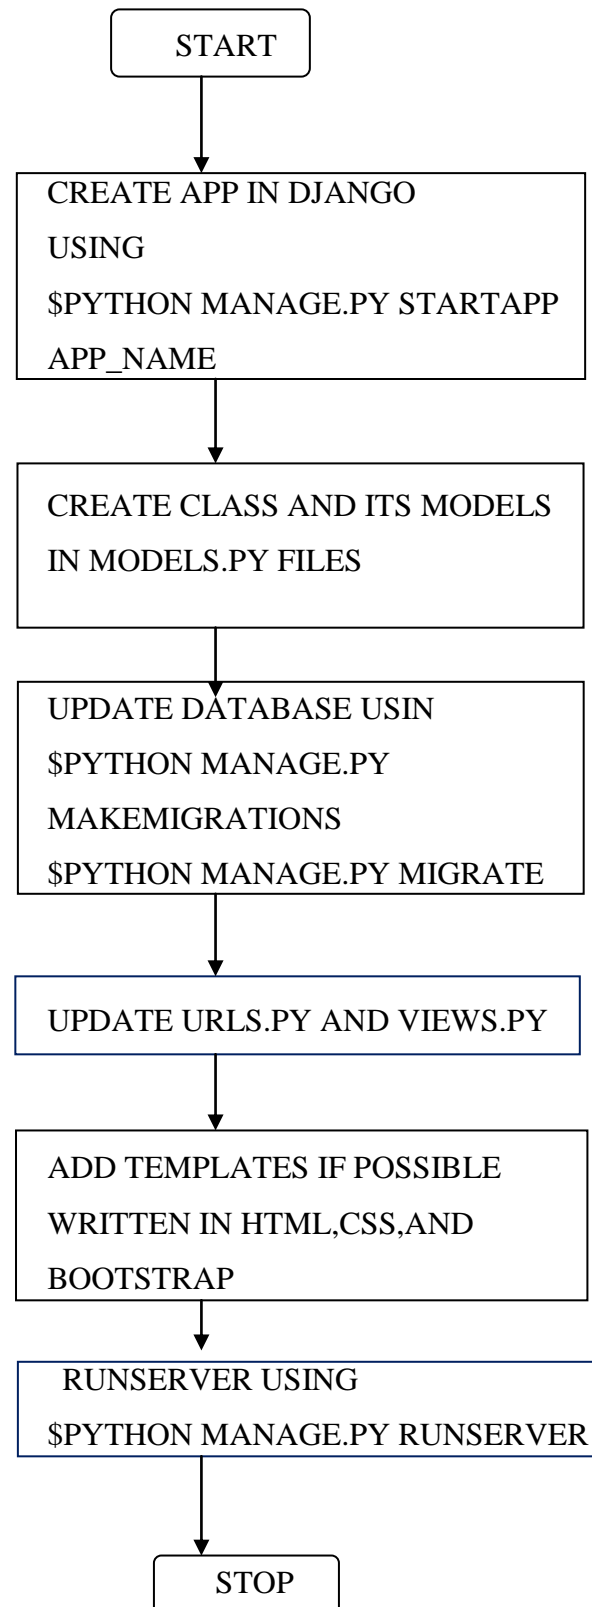 START
CREATE APP IN DJANGO
USING
$PYTHON MANAGE.PY STARTAPP
APP_NAME
CREATE CLASS AND ITS MODELS
IN MODELS.PY FILES
UPDATE DATABASE USIN
$PYTHON MANAGE.PY
MAKEMIGRATIONS
$PYTHON MANAGE.PY MIGRATE
UPDATE URLS.PY AND VIEWS.PY
ADD TEMPLATES IF POSSIBLE
WRITTEN IN HTML,CSS,AND
BOOTSTRAP
RUNSERVER USING
$PYTHON MANAGE.PY RUNSERVER
STOP